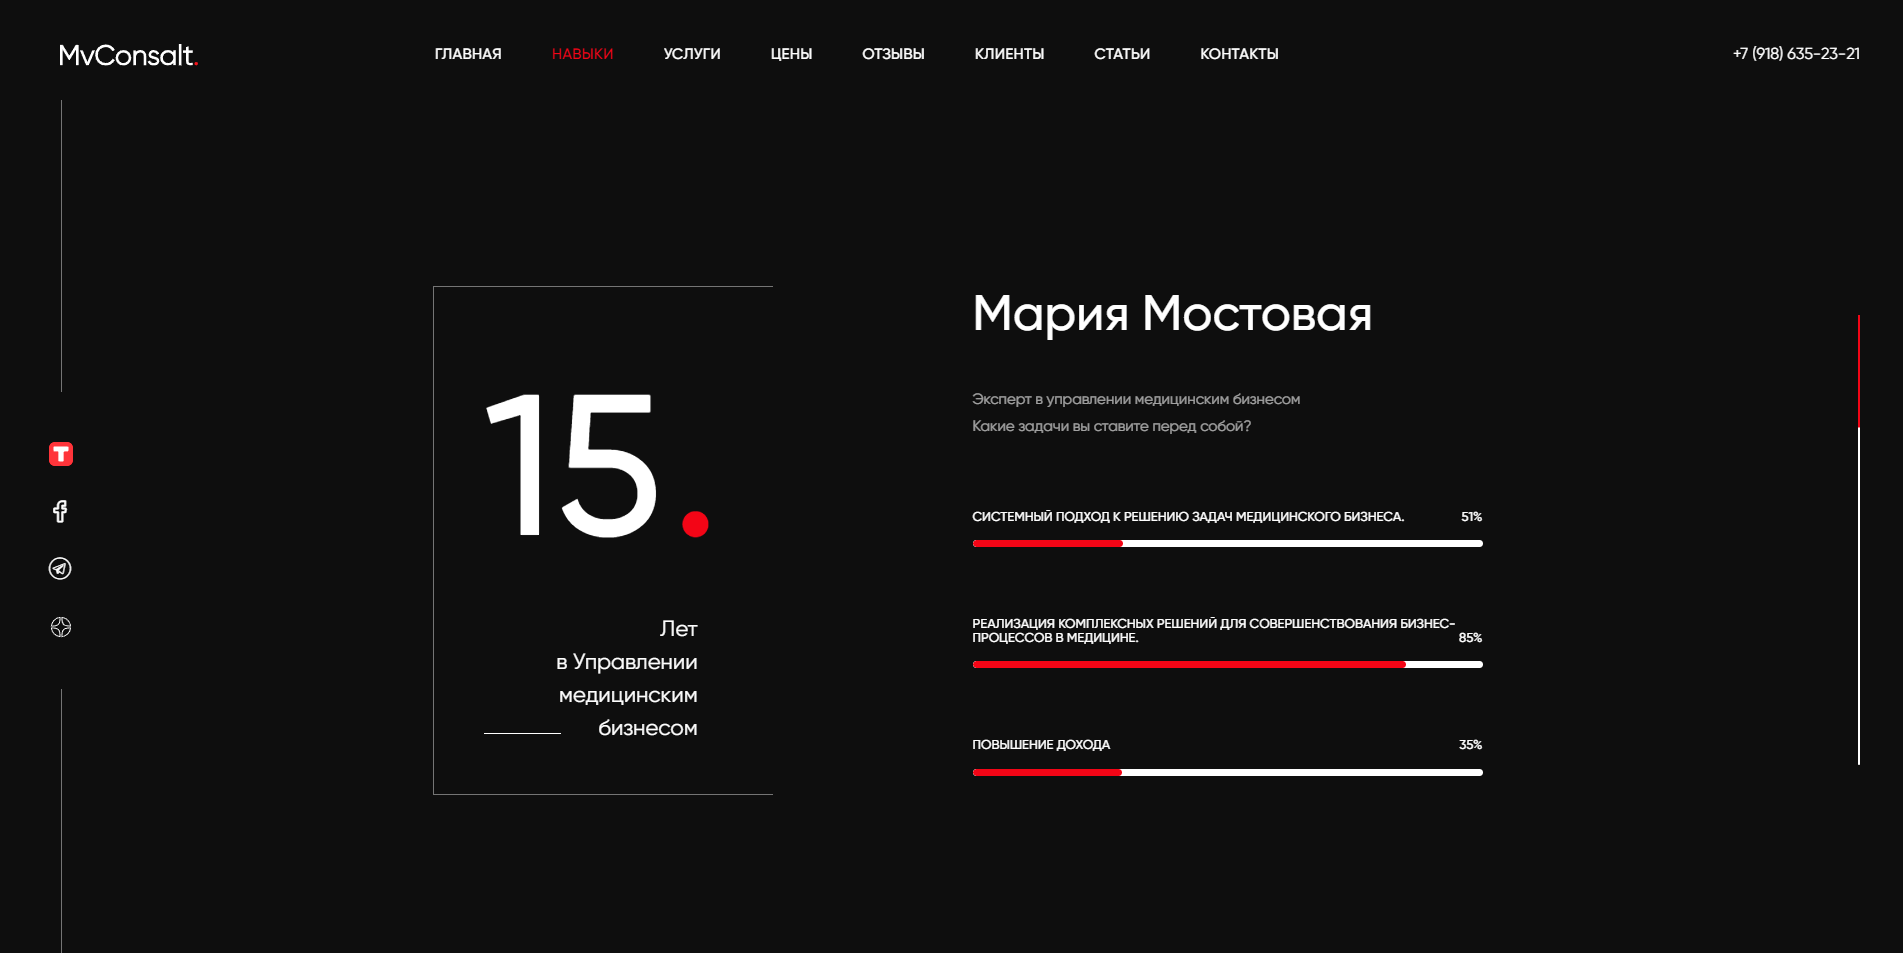 MvConsalt.
ГЛАВНАЯ
НАВЫКИ
УСЛУГИ
ЦЕНЫ
ОТЗЫВЫ
КЛИЕНТЫ
СТАТЬИ
КОНТАКТЫ
+7 (918) 635-23-21
15.
Лет
в Управлении
медицинским
бизнесом
Мария Мостовая
Эксперт в управлении медицинским бизнесом
Какие задачи вы ставите перед собой?
СИСТЕМНЫЙ ПОДХОД К РЕШЕНИЮ ЗАДАЧ МЕДИЦИНСКОГО БИЗНЕСА.
51%
РЕАЛИЗАЦИЯ КОМПЛЕКСНЫХ РЕШЕНИЙ ДЛЯ СОВЕРШЕНСТВОВАНИЯ БИЗНЕС-
ПРОЦЕССОВ В МЕДИЦИНЕ.
85%
ПОВЫШЕНИЕ ДОХОДА
35%